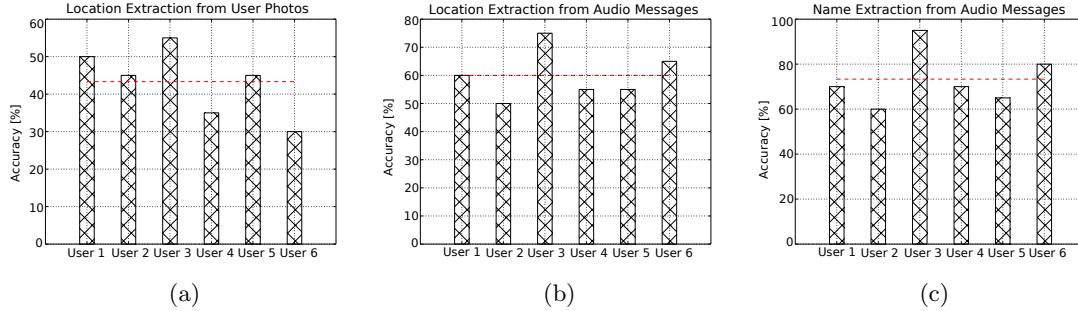 Location Extraction from User Photos
Accuracy [%]
60
50
40
30
20
10
0
User 1 User 2 User 3 User 4 User 5 User 6
(a)
Location Extraction from Audio Messages
Accuracy [%]
80
70
60
50
40
30
20
10
0
User 1 User 2 User 3 User 4 User 5 User 6
(b)
Name Extraction from Audio Messages
Accuracy [%]
100
80
60
40
20
0
User 1 User 2 User 3 User 4 User 5 User 6
(c)